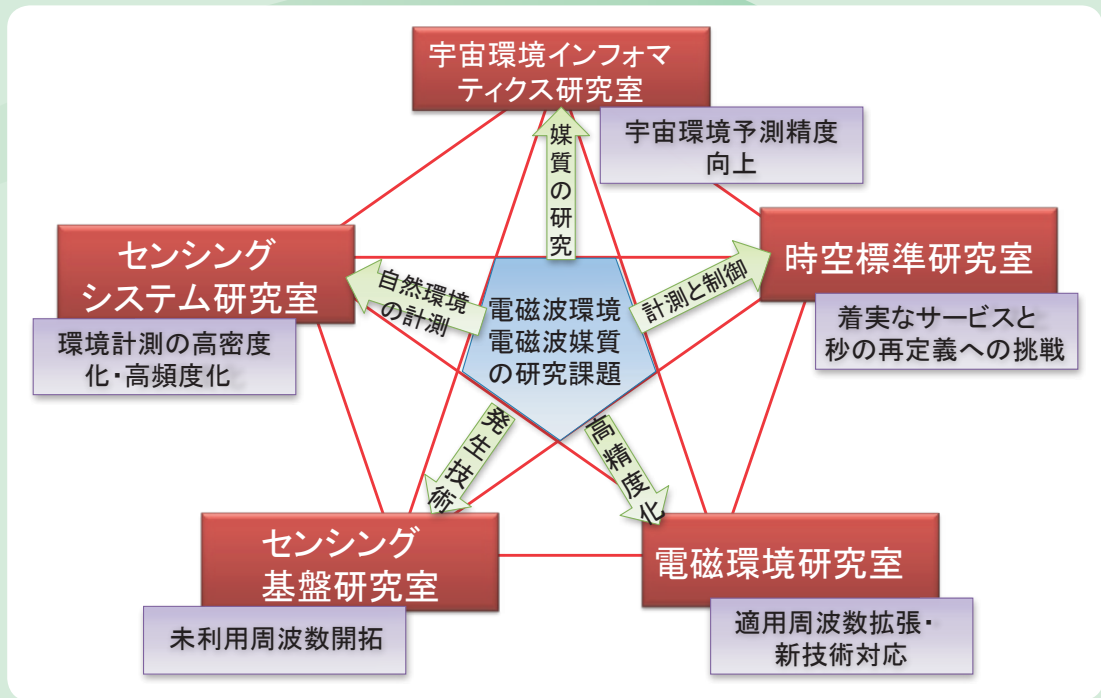 宇宙環境インフォマ
ティクス研究室
宇宙環境予測精度
向上
媒質の研究
センシング
システム研究室
環境計測の高密度
化・高頻度化
自然環境
の計測
電磁波環境
電磁波媒質
の研究課題
計測と制御
時空標準研究室
着実なサービスと
秒の再定義への挑戦
発生技術
高精度化
センシング
基盤研究室
未利用周波数開拓
電磁環境研究室
適用周波数拡張・
新技術対応